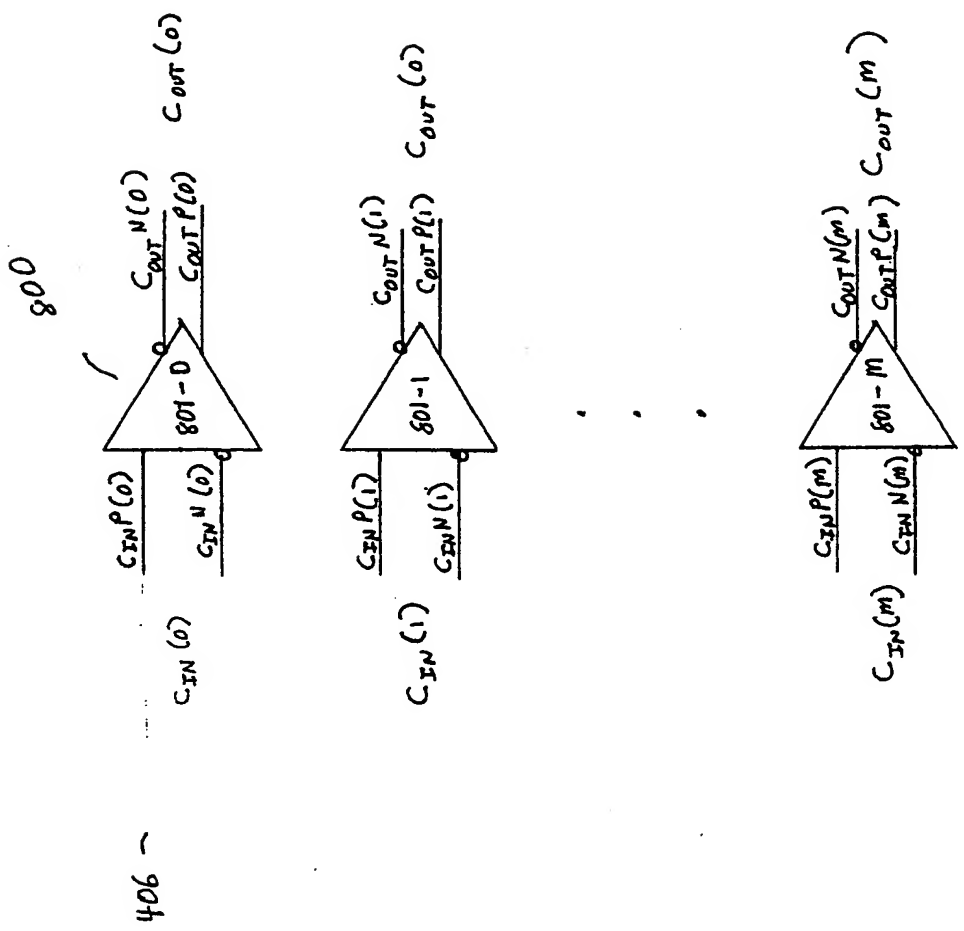 800
406
C_IN(0)
C_IN P(0)
C_IN N(0)
801-0
C_OUT N(0)
C_OUT P(0)
C_OUT(0)
C_IN(1)
C_IN P(1)
C_IN N(1)
801-1
C_OUT N(1)
C_OUT P(1)
C_OUT(0)
. . .
C_IN(M)
C_IN P(M)
C_IN N(M)
801-M
C_OUT N(M)
C_OUT P(M)
C_OUT(M)